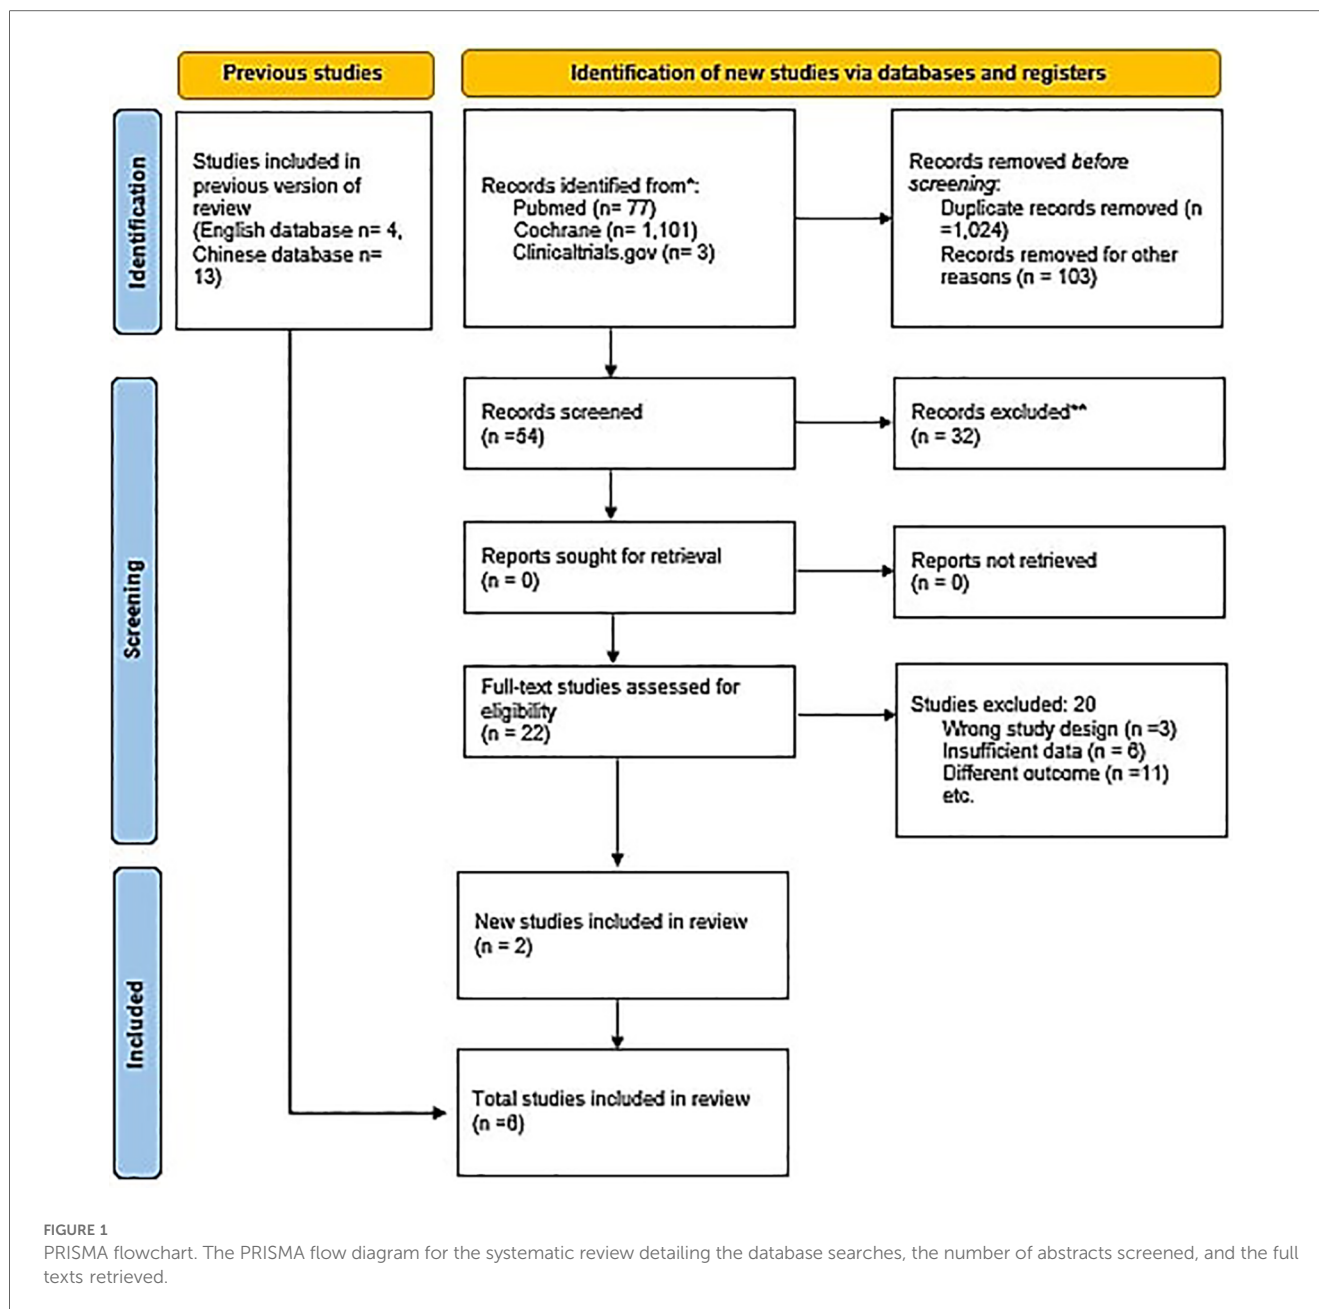 Previous studies
Identification of new studies via databases and registers
Identification
Studies included in
previous version of
review
(English database n= 4,
Chinese database n=
13)
Records identified from*:
Pubmed (n= 77)
Cochrane (n= 1,101)
Clinicaltrials.gov (n= 3)
Records removed before
screening:
Duplicate records removed (n
=1,024)
Records removed for other
reasons (n = 103)
Screening
Records screened
(n =54)
Records excluded**
(n = 32)
Reports sought for retrieval
(n = 0)
Reports not retrieved
(n = 0)
Full-text studies assessed for
eligibility
(n = 22)
Studies excluded: 20
Wrong study design (n =3)
Insufficient data (n = 6)
Different outcome (n =11)
etc.
Included
New studies included in review
(n = 2)
Total studies included in review
(n =6)
FIGURE 1
PRISMA flowchart. The PRISMA flow diagram for the systematic review detailing the database searches, the number of abstracts screened, and the full
texts retrieved.